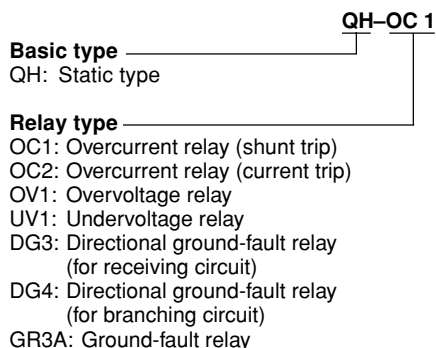 QH–OC 1
Basic type
QH: Static type
Relay type
OC1: Overcurrent relay (shunt trip)
OC2: Overcurrent relay (current trip)
OV1: Overvoltage relay
UV1: Undervoltage relay
DG3: Directional ground-fault relay
(for receiving circuit)
DG4: Directional ground-fault relay
(for branching circuit)
GR3A: Ground-fault relay